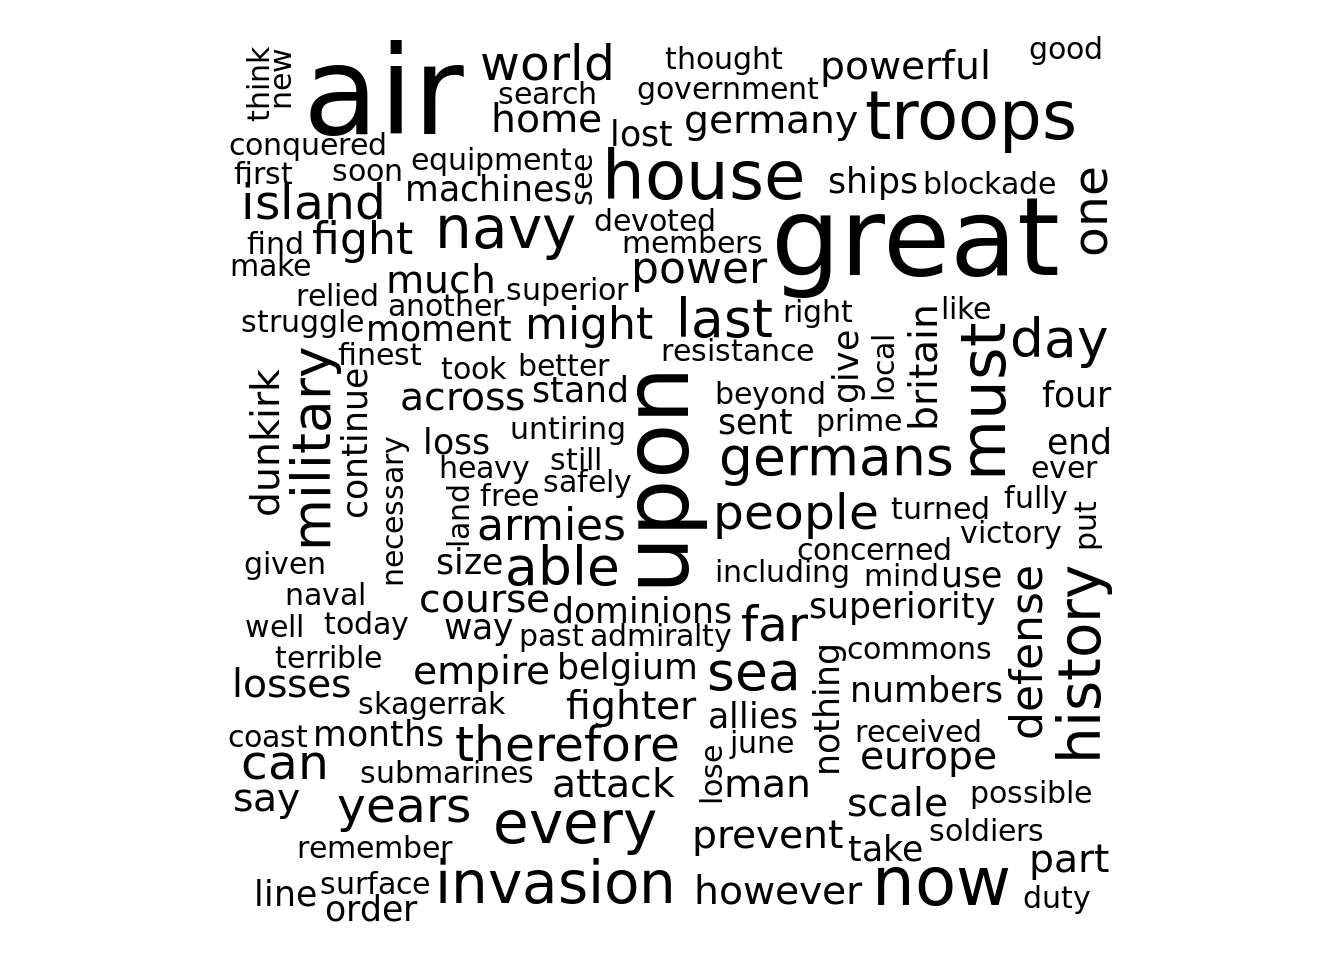 think
new
air
world
thought
powerful
good
search
government
home
lost
germany
troops
conquered
first
soon
equipment
see
house
ships
blockade
one
island
machines
navy
devoted
great
find
fight
members
make
much
power
relied
another
superior
struggle
moment
might
last
right
like
day
finest
resistance
give
local
britain
must
dunkirk
military
continue
took
better
upon
across
stand
beyond
four
sent
prime
untiring
loss
necessary
germans
end
heavy
still
ever
land
free
safely
people
turned
fully
put
armies
victory
given
size
able
concerned
including
mind
use
defense
history
naval
course
dominions
superiority
well
today
way
past
admiralty
far
terrible
empire
belgium
sea
nothing
commons
losses
skagerrak
fighter
allies
numbers
coast
months
therefore
june
received
can
submarines
attack
lose
man
europe
say
years
every
scale
possible
prevent
soldiers
remember
take
part
line
surface
invasion
however
now
duty
order